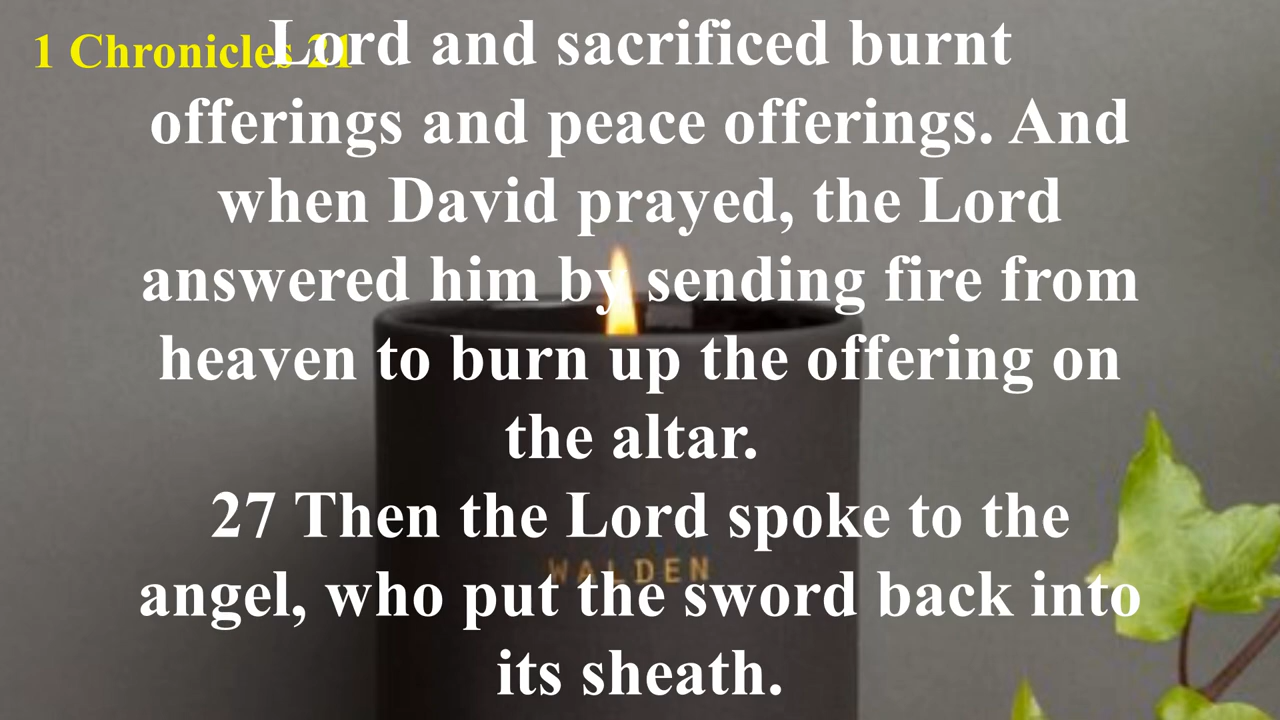 1 Chronicles 21
Lord and sacrificed burnt
offerings and peace offerings. And
when David prayed, the Lord
answered him by sending fire from
heaven to burn up the offering on
the altar.
27 Then the Lord spoke to the
WALDEN
angel, who put the sword back into
its sheath.